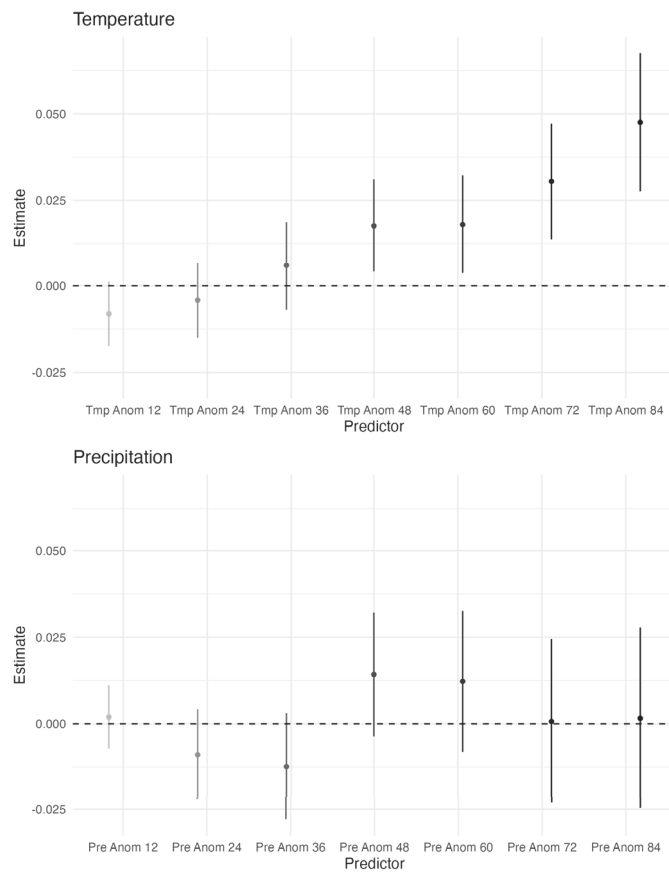 Temperature
0.050
0.025
0.000
-0.025
Estimate
Tmp Anom 12 Tmp Anom 24 Tmp Anom 36 Tmp Anom 48 Tmp Anom 60 Tmp Anom 72 Tmp Anom 84
Predictor
Precipitation
0.050
0.025
0.000
-0.025
Estimate
Pre Anom 12 Pre Anom 24 Pre Anom 36 Pre Anom 48 Pre Anom 60 Pre Anom 72 Pre Anom 84
Predictor